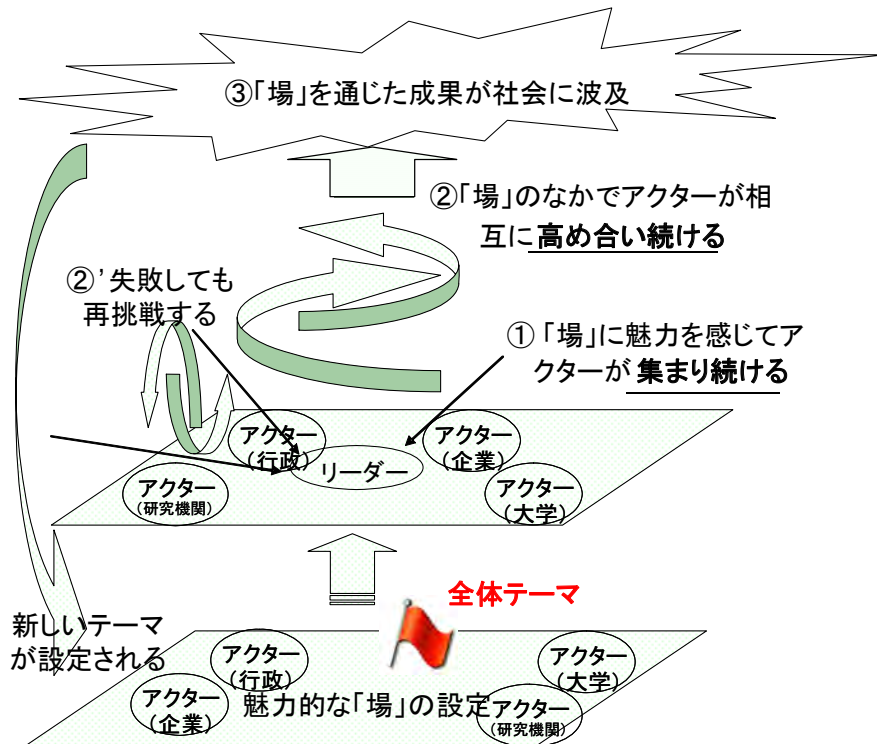 ③「場」を通じた成果が社会に波及
②「場」のなかでアクターが相
互に高め合い続ける
②’失敗しても
再挑戦する
①「場」に魅力を感じてア
クターが集まり続ける
アクター
(行政)
アクター
(企業)
リーダー
アクター
(研究機関)
アクター
(大学)
全体テーマ
新しいテーマ
が設定される
アクター
(行政)
アクター
(大学)
アクター
(企業)
魅力的な「場」の設定
アクター
(研究機関)